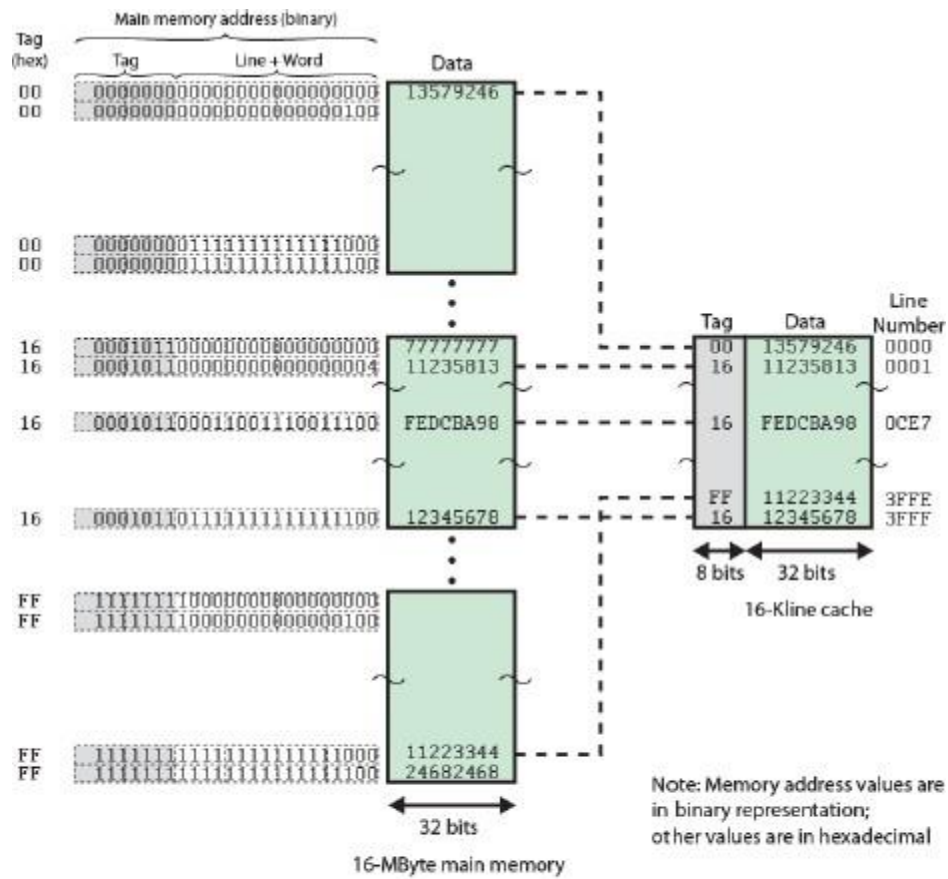 Main memory address (binary)
Tag
(hex)
Tag Line + Word Data
00 000000000000000000000000 13579246
00 000000000000000000000100
00 000000001111111111111000
00 000000001111111111111100
Line
Tag Data Number
16 000101100000000000000000 77777777 00 13579246 0000
16 000101100000000000000004 11235813 16 11235813 0001
16 000101100011001110011100 FEDCBA98 16 FEDCBA98 0CE7
FF 11223344 3FFE
16 000101101111111111111100 12345678 16 12345678 3FFF
8 bits 32 bits
16-Kline cache
FF 111111110000000000000000
FF 111111110000000000000100
FF 111111111111111111111000 11223344
FF 111111111111111111111100 24682468
32 bits
16-MByte main memory
Note: Memory address values are
in binary representation;
other values are in hexadecimal